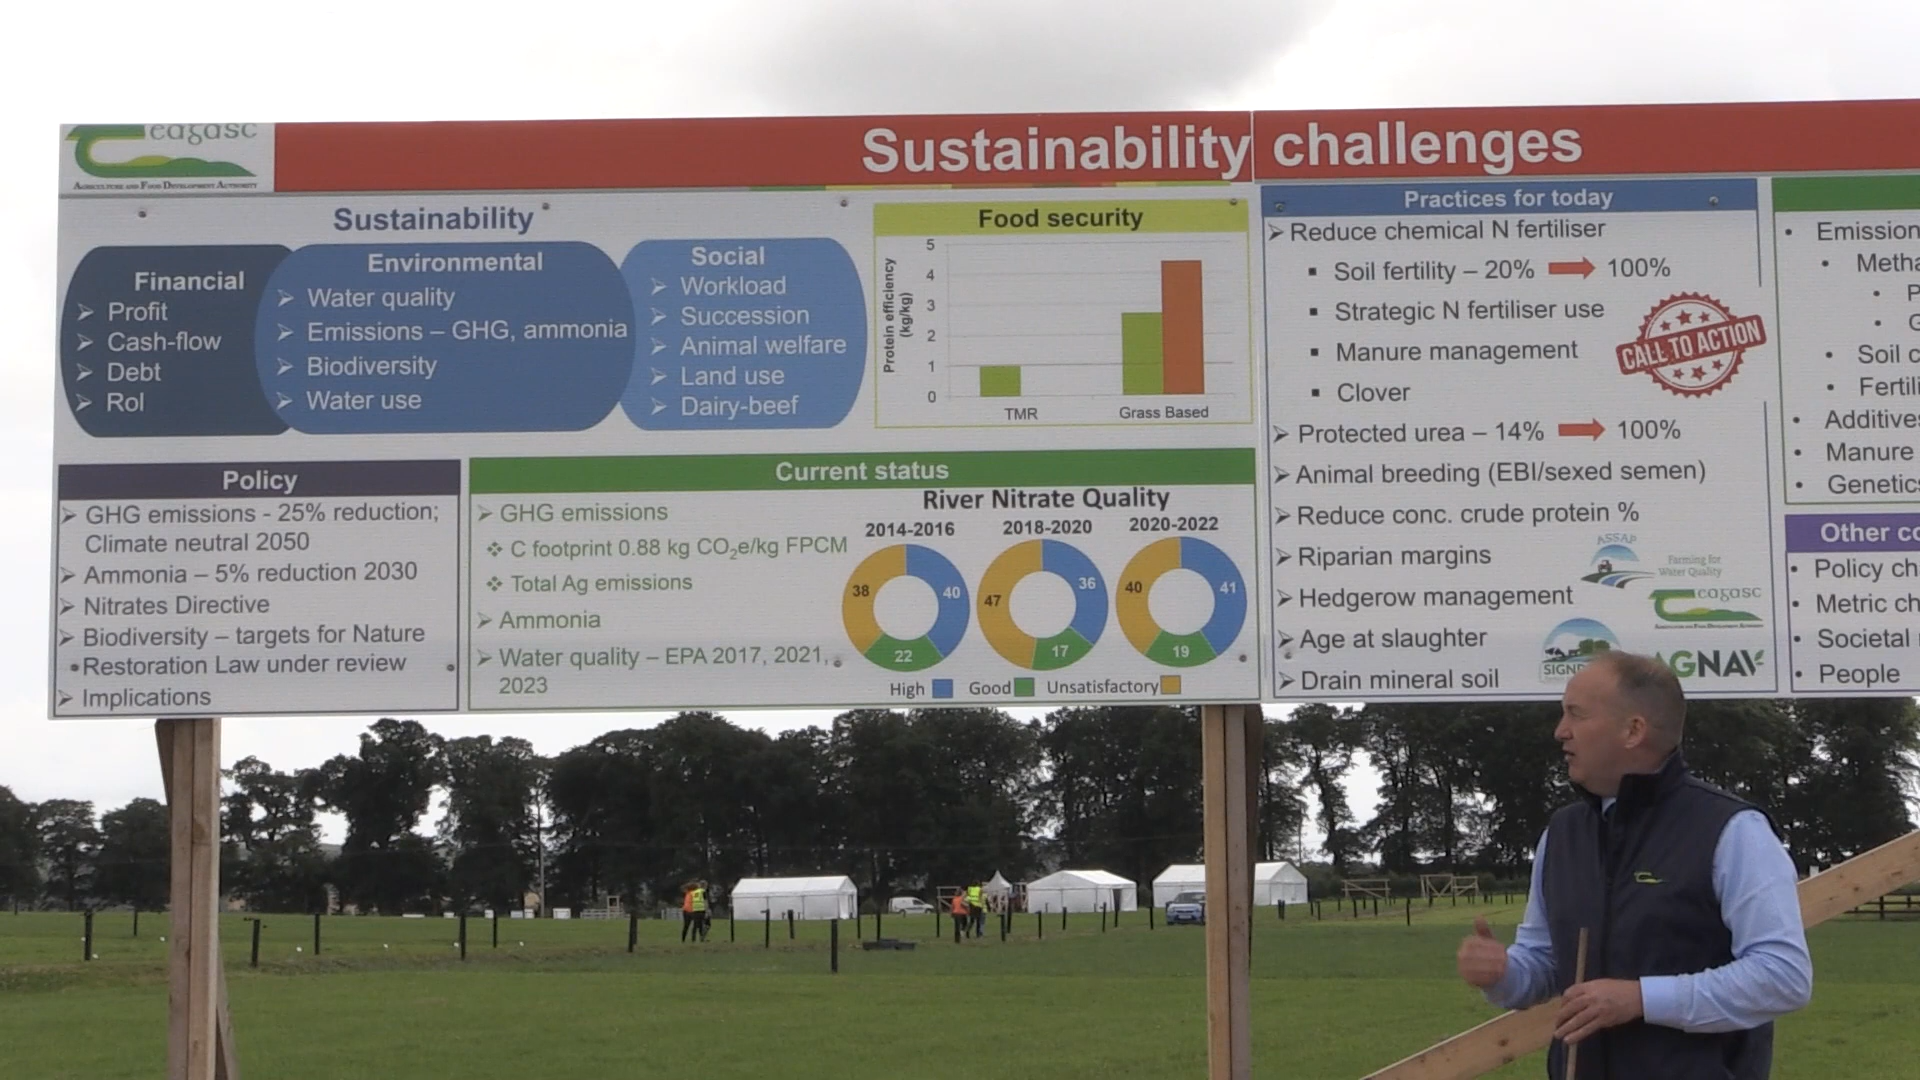 eagasc
AGRICULTURE AND FOOD DEVELOPMENT AUTHORITY
Sustainability challenges
Sustainability
Financial
Profit
Cash-flow
Debt
RoI
Environmental
Water quality
Emissions – GHG, ammonia
Biodiversity
Water use
Social
Workload
Succession
Animal welfare
Land use
Dairy-beef
Food security
Protein efficiency
(kg/kg)
5
4
3
2
1
0
TMR
Grass Based
Policy
GHG emissions - 25% reduction;
Climate neutral 2050
Ammonia – 5% reduction 2030
Nitrates Directive
Biodiversity – targets for Nature
Restoration Law under review
Implications
Current status
GHG emissions
C footprint 0.88 kg CO2e/kg FPCM
Total Ag emissions
Ammonia
Water quality – EPA 2017, 2021,
2023
River Nitrate Quality
2014-2016
38
40
22
2018-2020
47
36
17
2020-2022
40
41
19
High
Good
Unsatisfactory
Practices for today
Reduce chemical N fertiliser
Soil fertility – 20% 100%
Strategic N fertiliser use
Manure management
Clover
CALL TO ACTION
Protected urea – 14% 100%
Animal breeding (EBI/sexed semen)
Reduce conc. crude protein %
Riparian margins
Hedgerow management
Age at slaughter
Drain mineral soil
ASSAP
Farming for
Water Quality
eagasc
SIGNP
AGNAV
Emission
Metha
Soil c
Fertili
Additives
Manure
Genetics
Other co
Policy ch
Metric ch
Societal
People